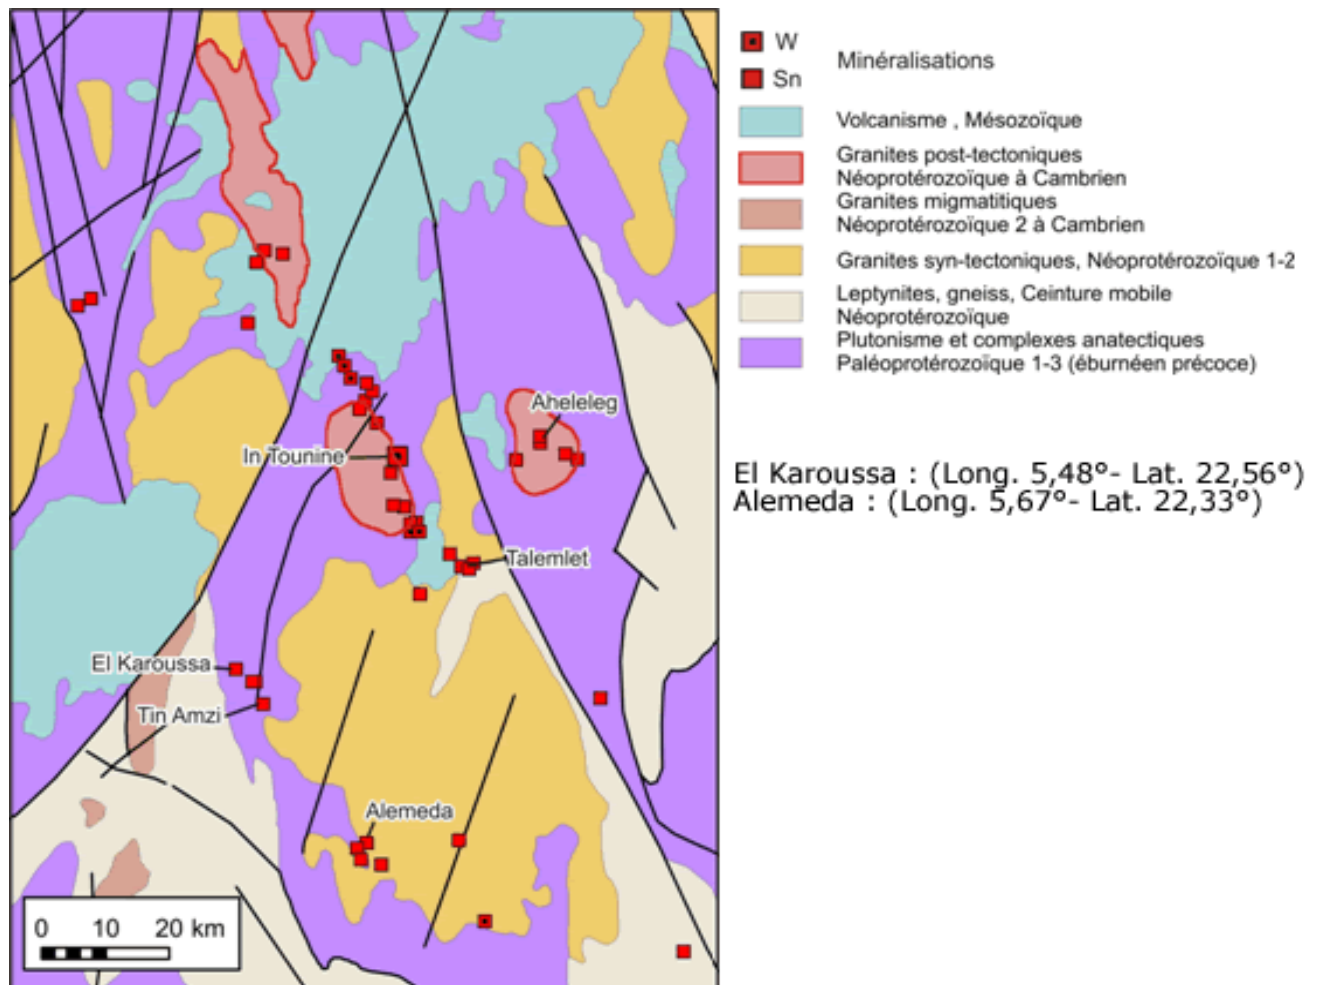 W
Sn
Minéralisations
Volcanisme , Mésozoïque
Granites post-tectoniques
Néoprotérozoïque à Cambrien
Granites migmatitiques
Néoprotérozoïque 2 à Cambrien
Granites syn-tectoniques, Néoprotérozoïque 1-2
Leptynites, gneiss, Ceinture mobile
Néoprotérozoïque
Plutonisme et complexes anatectiques
Paléoprotérozoïque 1-3 (éburnéen précoce)
Aheleleg
In Tounine
Talemlet
El Karoussa
Tin Amzi
Alemeda
0 10 20 km
El Karoussa : (Long. 5,48°- Lat. 22,56°)
Alemeda : (Long. 5,67°- Lat. 22,33°)